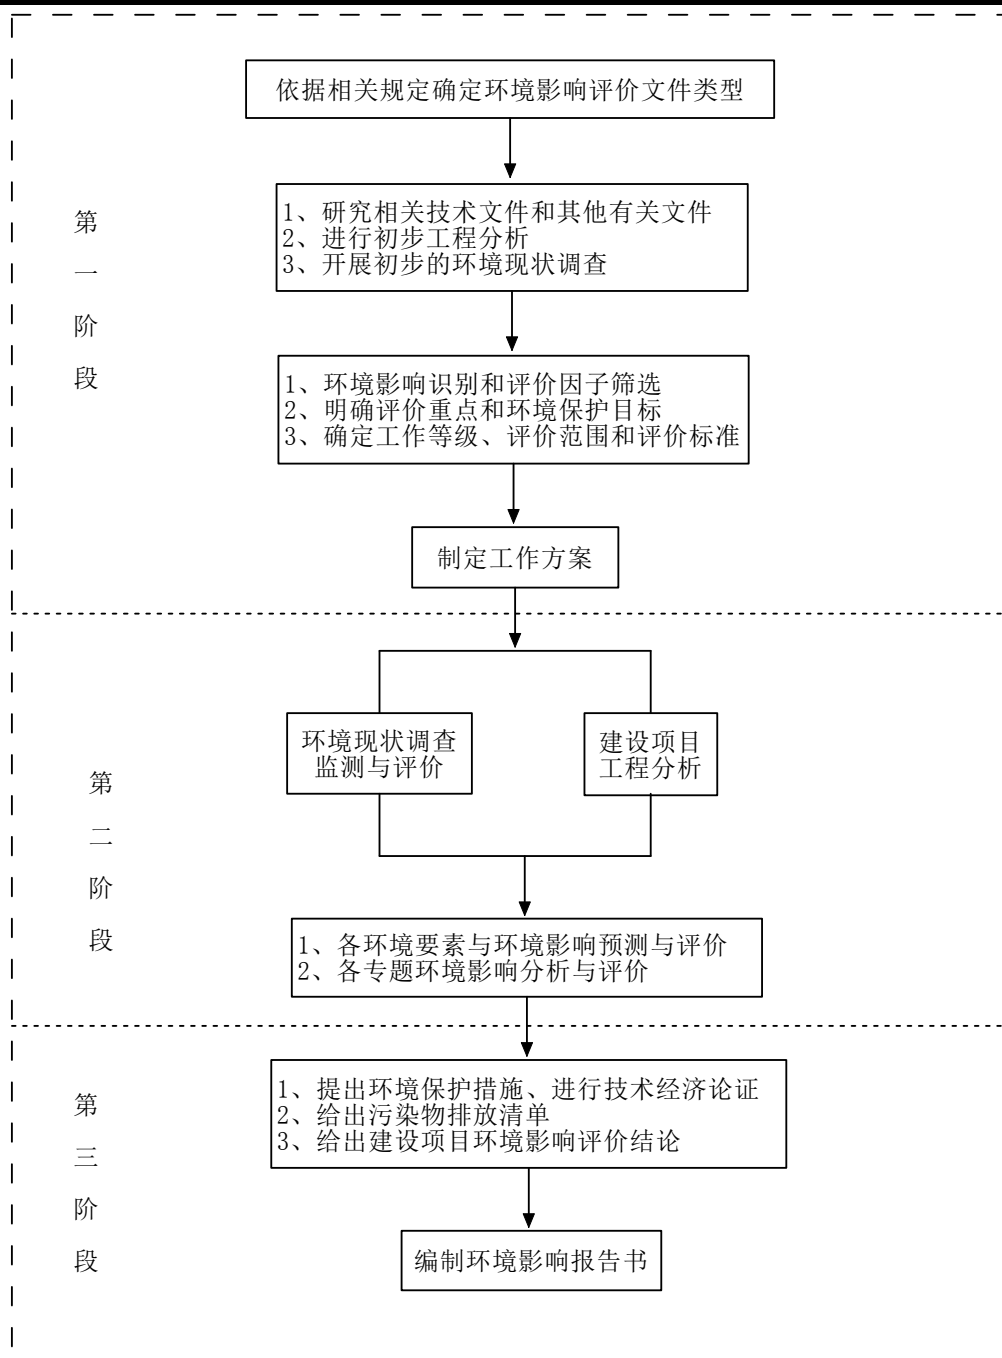 依据相关规定确定环境影响评价文件类型
1、研究相关技术文件和其他有关文件
2、进行初步工程分析
3、开展初步的环境现状调查
第
一
阶
段
1、环境影响识别和评价因子筛选
2、明确评价重点和环境保护目标
3、确定工作等级、评价范围和评价标准
制定工作方案
环境现状调查
监测与评价
建设项目
工程分析
第
二
阶
段
1、各环境要素与环境影响预测与评价
2、各专题环境影响分析与评价
1、提出环境保护措施、进行技术经济论证
2、给出污染物排放清单
3、给出建设项目环境影响评价结论
第
三
阶
段
编制环境影响报告书